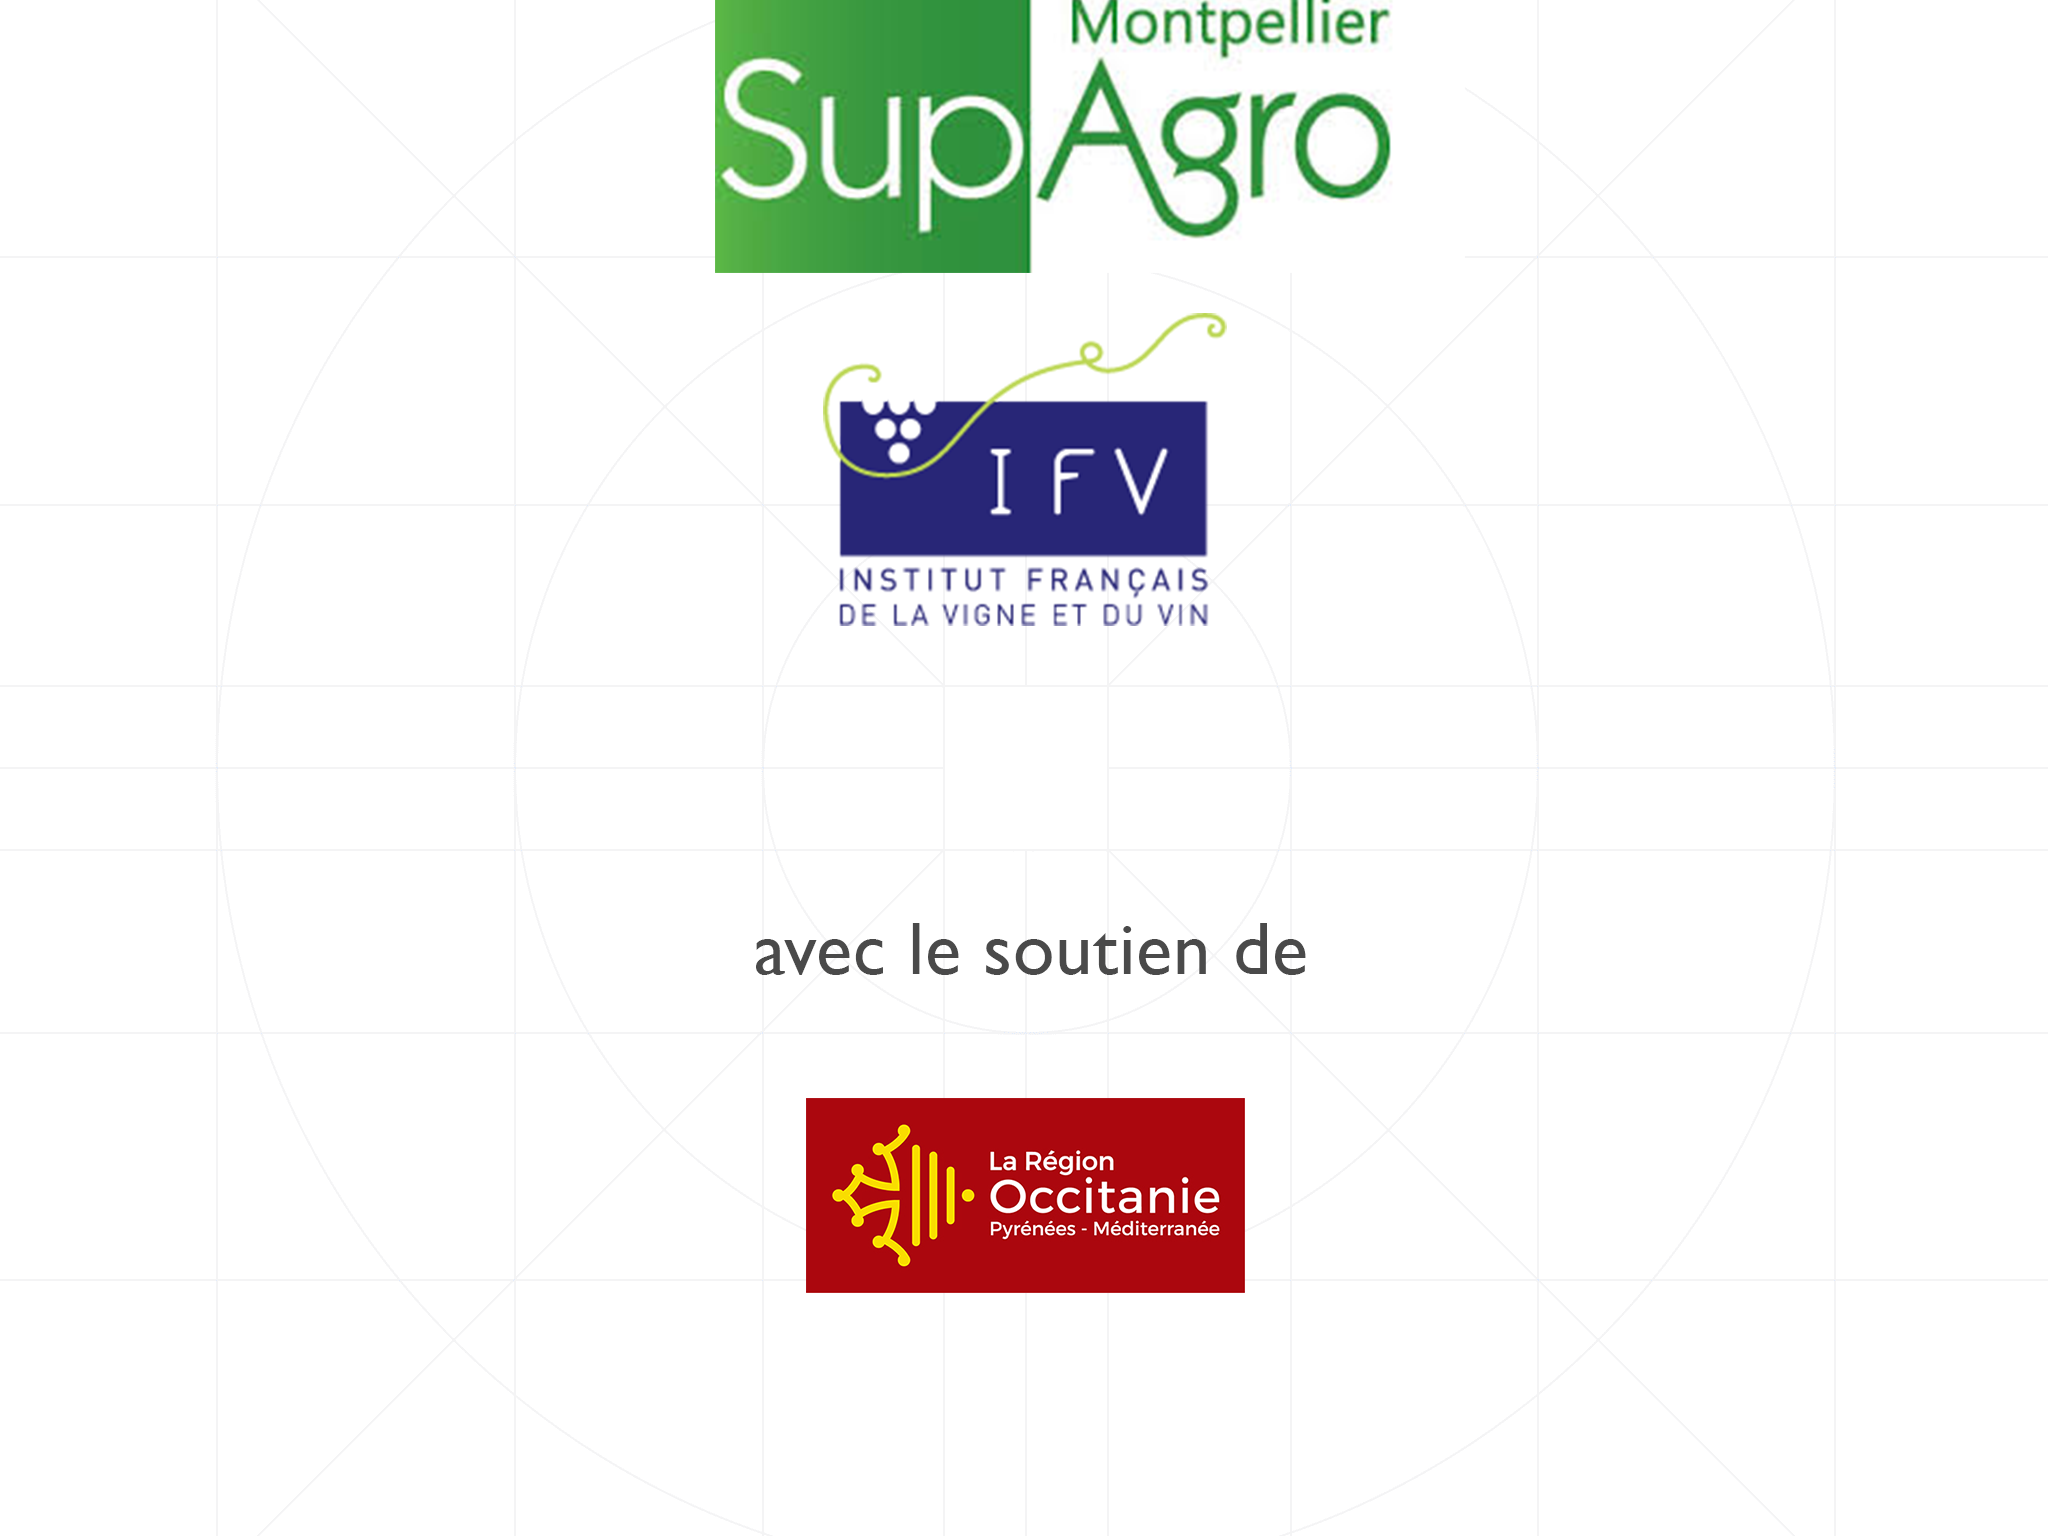 Montpellier
SupAgro
IFV
INSTITUT FRANÇAIS
DE LA VIGNE ET DU VIN
avec le soutien de
La Région
Occitanie
Pyrénées - Méditerranée